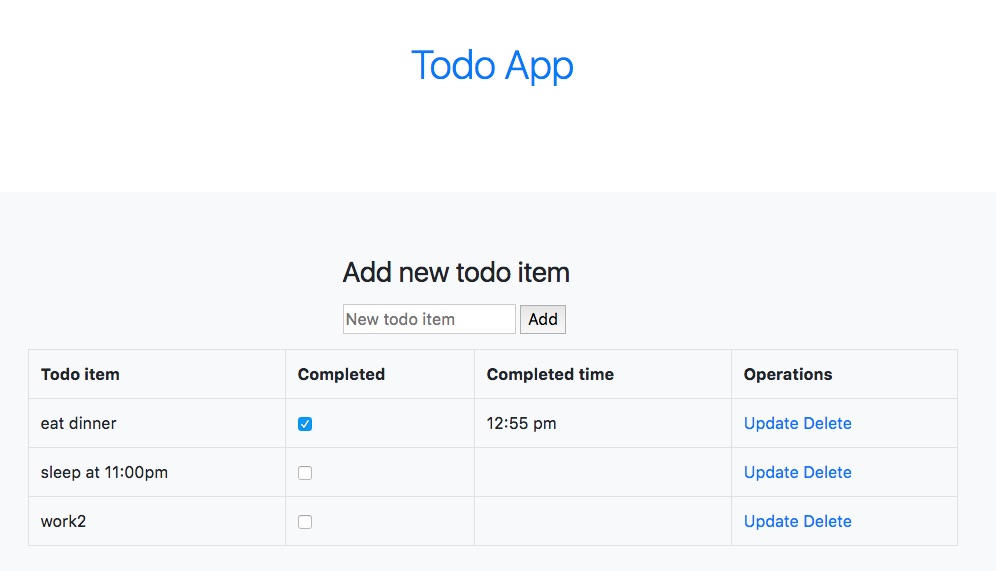 Todo App
Add new todo item
New todo item Add
Todo item Completed Completed time Operations
eat dinner 12:55 pm Update Delete
sleep at 11:00pm Update Delete
work2 Update Delete